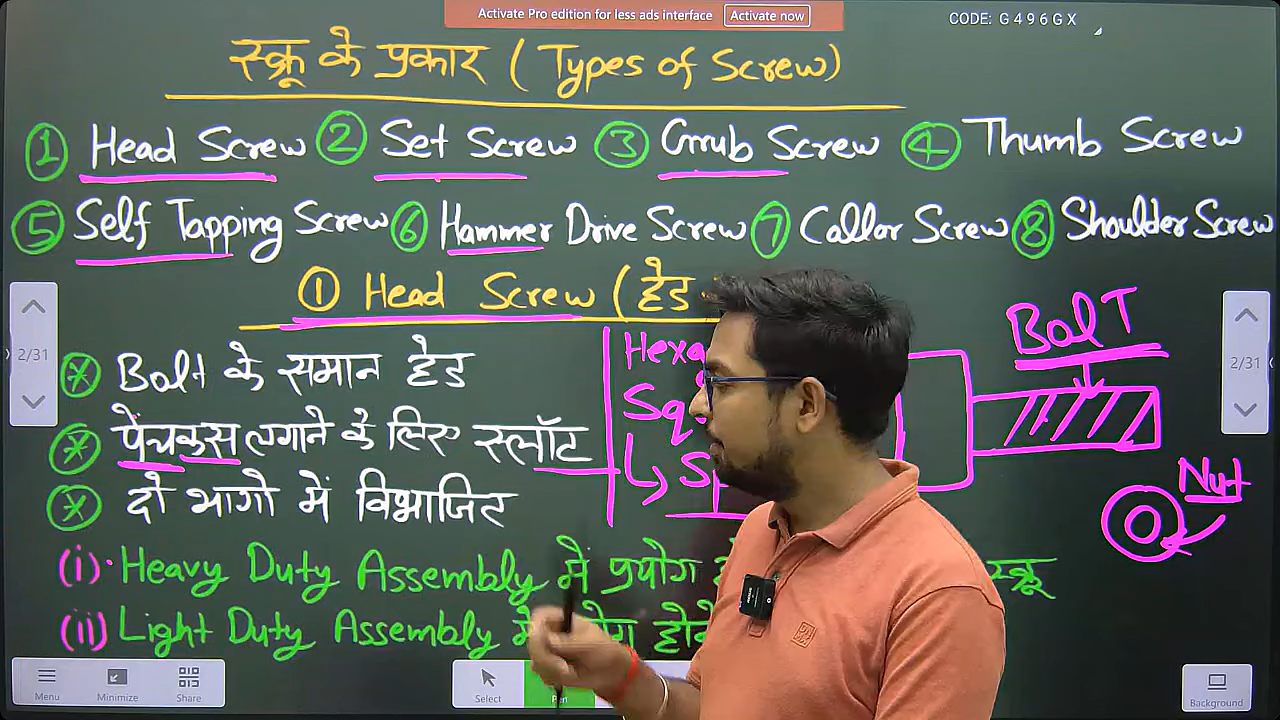 Activate Pro edition for less ads interface Activate now
CODE: G496GX
स्क्रू के प्रकार (Types of Screw)
① Head Screw ② Set Screw ③ Grub Screw ④ Thumb Screw
⑤ Self Tapping Screw ⑥ Hammer Drive Screw ⑦ Collar Screw ⑧ Shoulder Screw
① Head Screw (हेड
Bolt के समान हेड
पेंचकस लगाने के लिए स्लॉट
दो भागो में विभाजित
(i) Heavy Duty Assembly में प्रयोग स्क्रू
(ii) Light Duty Assembly में
Bolt
Nut
2/31
2/31
Menu Minimize Share Select Pen Background